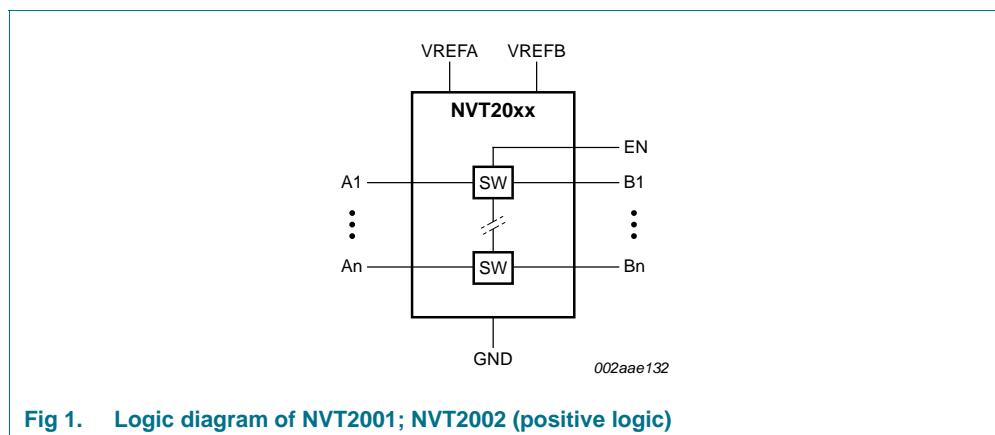 VREFA VREFB
NVT20xx
EN
A1 SW B1
An SW Bn
GND
002aae132
Fig 1. Logic diagram of NVT2001; NVT2002 (positive logic)